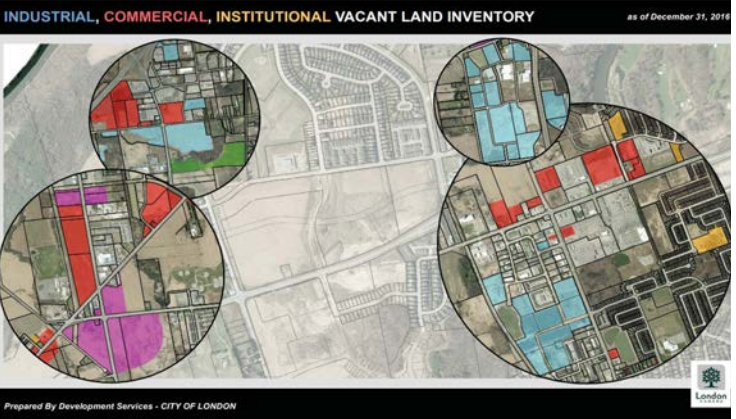 INDUSTRIAL, COMMERCIAL, INSTITUTIONAL VACANT LAND INVENTORY
as of December 31, 2016
Prepared By Development Services - CITY OF LONDON
London
CANADA